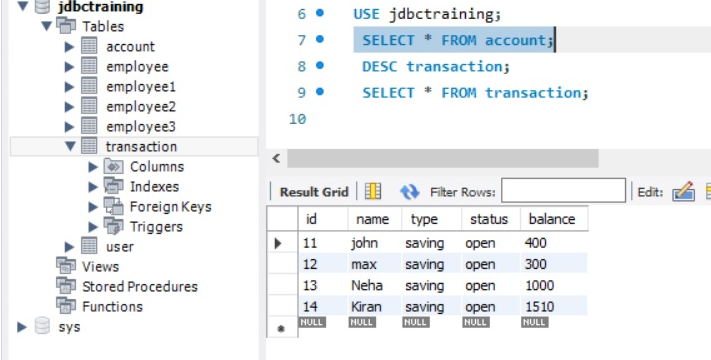 jdbctraining
Tables
account
employee
employee1
employee2
employee3
transaction
Columns
Indexes
Foreign Keys
Triggers
user
Views
Stored Procedures
Functions
sys
6 USE jdbctraining;
7 SELECT * FROM account;
8 DESC transaction;
9 SELECT * FROM transaction;
10
Result Grid Filter Rows: Edit:
id name type status balance
11 john saving open 400
12 max saving open 300
13 Neha saving open 1000
14 Kiran saving open 1510
NULL NULL NULL NULL NULL